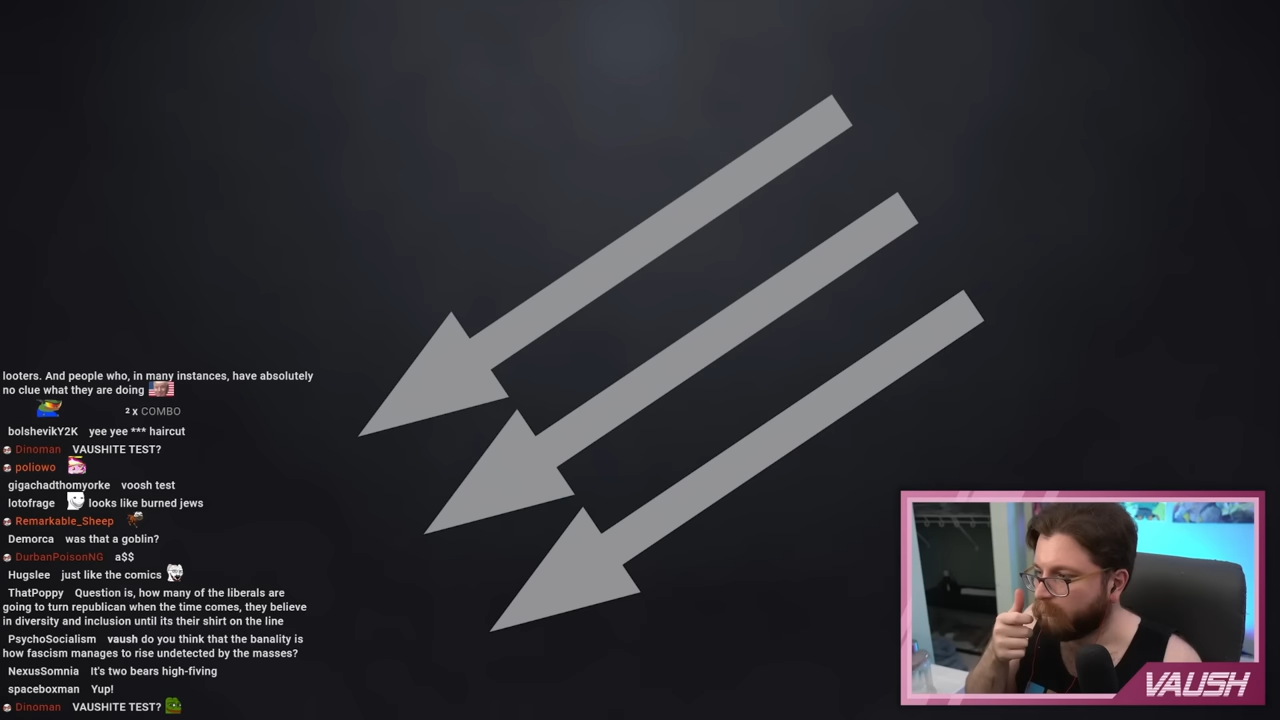 looters. And people who, in many instances, have absolutely
no clue what they are doing
2 x COMBO
bolshevikY2K yee yee *** haircut
Dinoman VAUSHITE TEST?
poliowo
gigachadthomyorke voosh test
lotofrage looks like burned jews
Remarkable_Sheep
Demorca was that a goblin?
DurbanPoisonNG a$$
Hugslee just like the comics
ThatPoppy Question is, how many of the liberals are
going to turn republican when the time comes, they believe
in diversity and inclusion until its their shirt on the line
PsychoSocialism vaush do you think that the banality is
how fascism manages to rise undetected by the masses?
NexusSomnia It's two bears high-fiving
spaceboxman Yup!
Dinoman VAUSHITE TEST?
VAUSH